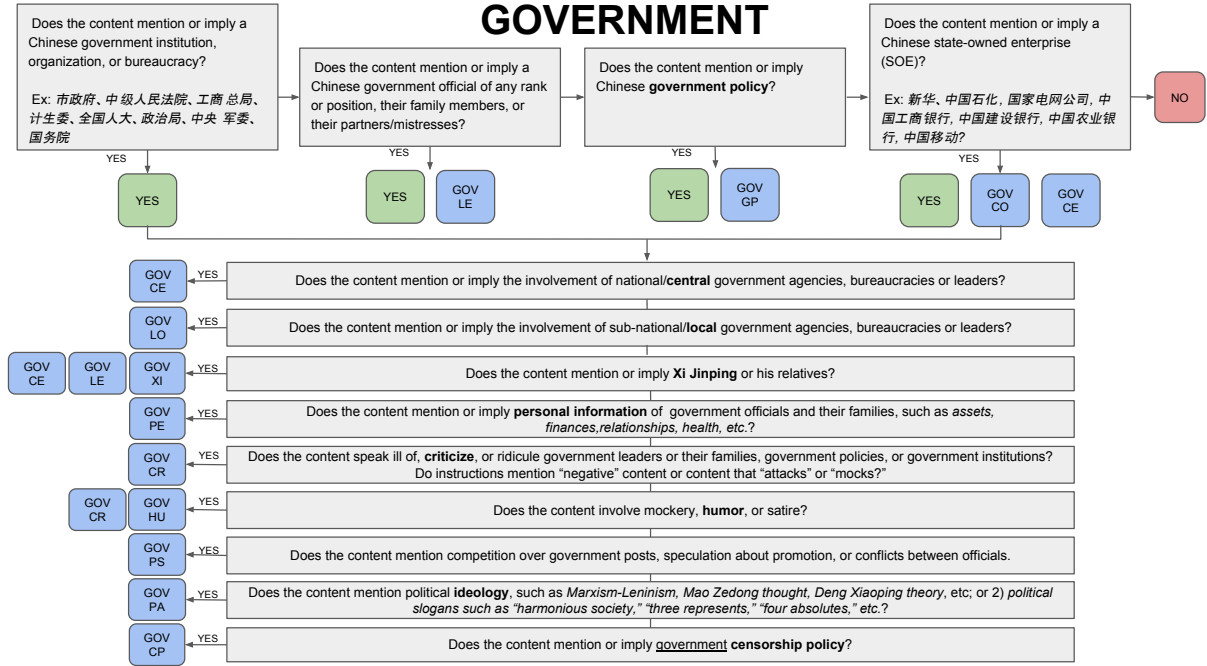 GOVERNMENT
Does the content mention or imply a
Chinese government institution,
organization, or bureaucracy?
Ex: 市政府、中级人民法院、工商总局、
计生委、全国人大、政治局、中央 军委、
国务院
Does the content mention or imply a
Chinese government official of any rank
or position, their family members, or
their partners/mistresses?
Does the content mention or imply
Chinese government policy?
Does the content mention or imply a
Chinese state-owned enterprise
(SOE)?
Ex: 新华、中国石化, 国家电网公司, 中
国工商银行, 中国建设银行, 中国农业银
行, 中国移动?
NO
YES
YES
YES
YES
YES
YES
GOV
LE
YES
GOV
GP
YES
GOV
CO
GOV
CE
GOV
CE
YES
Does the content mention or imply the involvement of national/central government agencies, bureaucracies or leaders?
GOV
LO
YES
Does the content mention or imply the involvement of sub-national/local government agencies, bureaucracies or leaders?
GOV
CE
GOV
LE
GOV
XI
YES
Does the content mention or imply Xi Jinping or his relatives?
GOV
PE
YES
Does the content mention or imply personal information of government officials and their families, such as assets,
finances,relationships, health, etc.?
GOV
CR
YES
Does the content speak ill of, criticize, or ridicule government leaders or their families, government policies, or government institutions?
Do instructions mention “negative” content or content that “attacks” or “mocks?”
GOV
CR
GOV
HU
YES
Does the content involve mockery, humor, or satire?
GOV
PS
YES
Does the content mention competition over government posts, speculation about promotion, or conflicts between officials.
GOV
PA
YES
Does the content mention political ideology, such as Marxism-Leninism, Mao Zedong thought, Deng Xiaoping theory, etc; or 2) political
slogans such as “harmonious society,” “three represents,” “four absolutes,” etc.?
GOV
CP
YES
Does the content mention or imply government censorship policy?